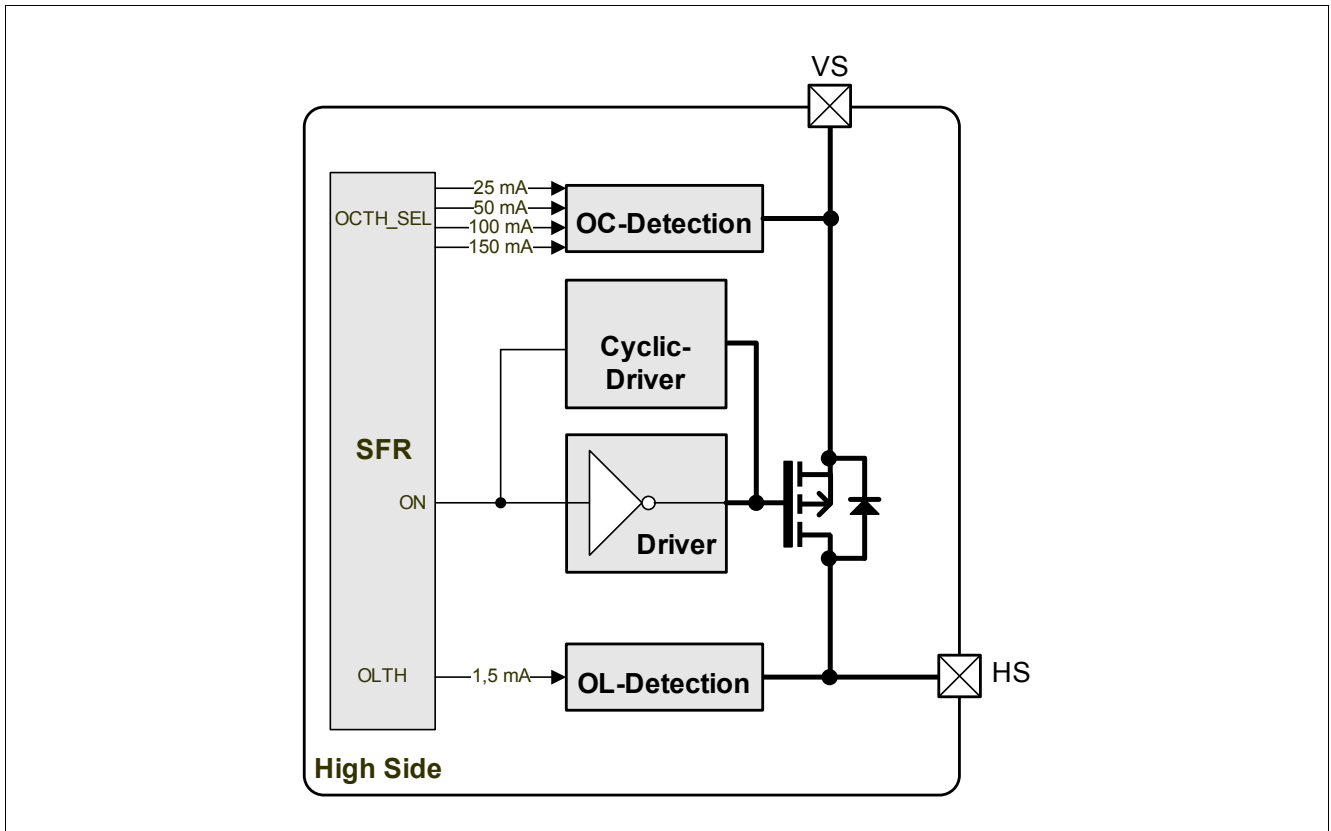 VS
25 mA
50 mA
OCTH_SEL
100 mA
150 mA
OC-Detection
Cyclic-
Driver
SFR
ON
Driver
OLTH
1,5 mA
OL-Detection
HS
High Side